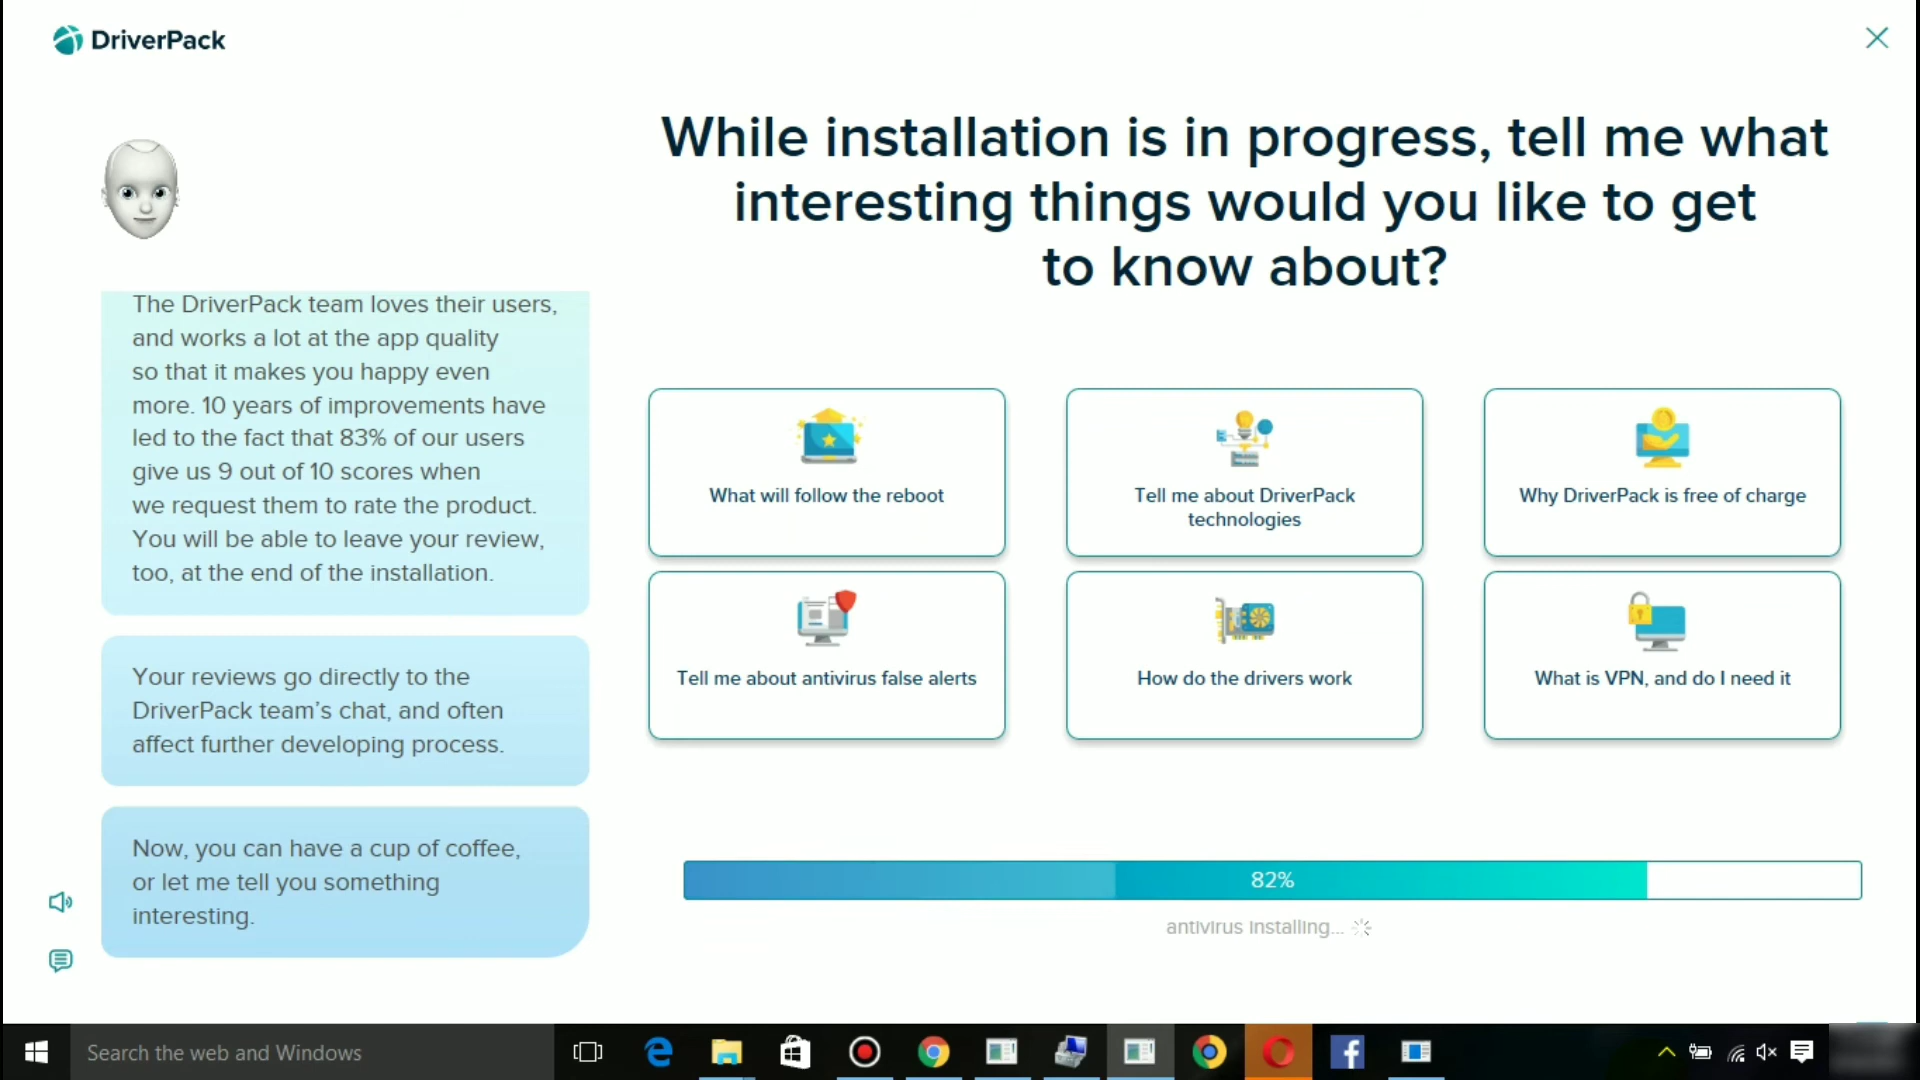 DriverPack
While installation is in progress, tell me what
interesting things would you like to get
to know about?
The DriverPack team loves their users,
and works a lot at the app quality
so that it makes you happy even
more. 10 years of improvements have
led to the fact that 83% of our users
give us 9 out of 10 scores when
we request them to rate the product.
You will be able to leave your review,
too, at the end of the installation.
Your reviews go directly to the
DriverPack team’s chat, and often
affect further developing process.
Now, you can have a cup of coffee,
or let me tell you something
interesting.
What will follow the reboot
Tell me about DriverPack
technologies
Why DriverPack is free of charge
Tell me about antivirus false alerts
How do the drivers work
What is VPN, and do I need it
82%
antivirus installing...
Search the web and Windows